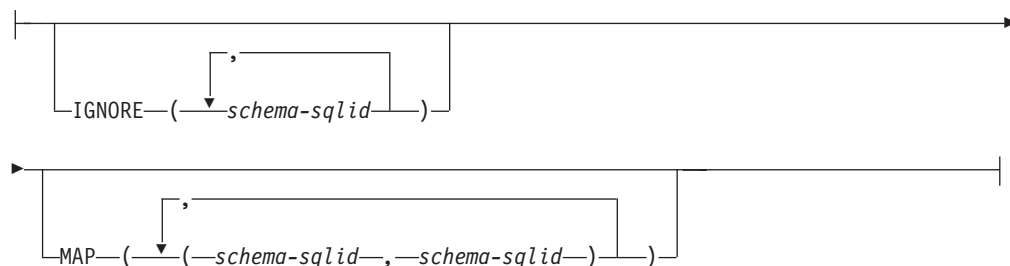 ,
IGNORE ( schema-sqlid )
,
MAP ( ( schema-sqlid , schema-sqlid ) )